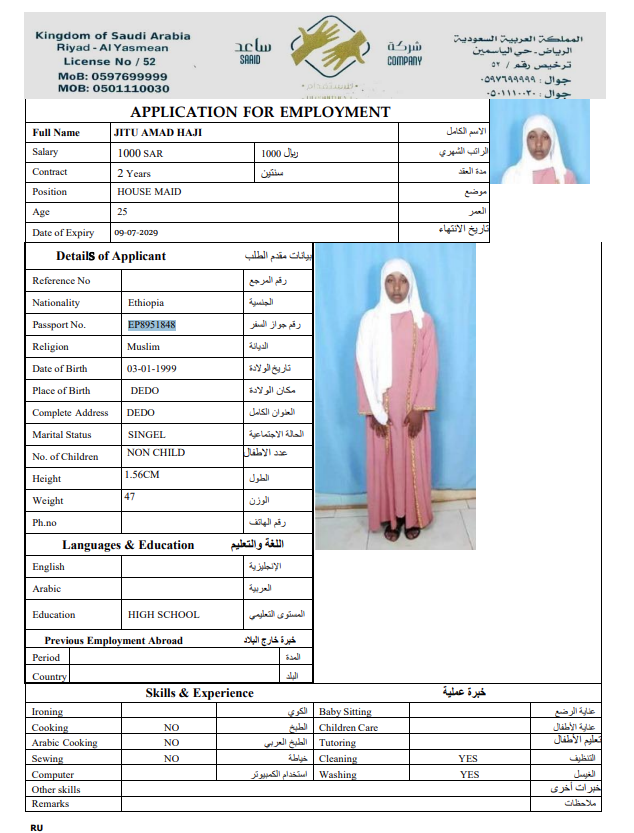 Kingdom of Saudi Arabia
Riyad - Al Yasmean
License No / 52
MoB: 0597699999
MOB: 0501110030
ساعد
SAAID
شركة
COMPANY
المملكة العربية السعودية
الرياض - حي الياسمين
ترخيص رقم / ٥٢
جوال : ٠٥٩٧٦٩٩٩٩٩
جوال : ٠٥٠١١١٠٠٣٠
APPLICATION FOR EMPLOYMENT
Full Name JITU AMAD HAJI الاسم الكامل
Salary 1000 SAR 1000 ريال الراتب الشهري
Contract 2 Years سنتين مدة العقد
Position HOUSE MAID موضع
Age 25 العمر
Date of Expiry 09-07-2029 تاريخ الانتهاء
Details of Applicant بيانات مقدم الطلب
Reference No رقم المرجع
Nationality Ethiopia الجنسية
Passport No. EP8951848 رقم جواز السفر
Religion Muslim الديانة
Date of Birth 03-01-1999 تاريخ الولادة
Place of Birth DEDO مكان الولادة
Complete Address DEDO العنوان الكامل
Marital Status SINGEL الحالة الاجتماعية
No. of Children NON CHILD عدد الاطفال
Height 1.56CM الطول
Weight 47 الوزن
Ph.no رقم الهاتف
Languages & Education اللغة والتعليم
English الإنجليزية
Arabic العربية
Education HIGH SCHOOL المستوى التعليمي
Previous Employment Abroad خبرة خارج البلاد
Period المدة
Country البلد
Skills & Experience خبرة عملية
Ironing الكوي Baby Sitting عناية الرضع
Cooking NO الطبخ Children Care عناية الأطفال
Arabic Cooking NO الطبخ العربي Tutoring تعليم الأطفال
Sewing NO خياطة Cleaning YES التنظيف
Computer استخدام الكمبيوتر Washing YES الغسيل
Other skills خبرات أخرى
Remarks ملاحظات
RU